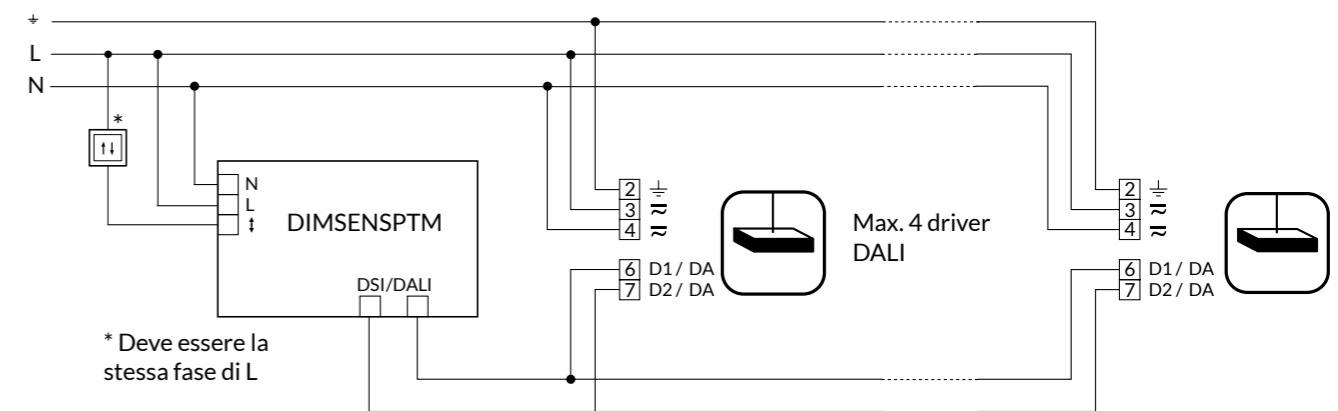 L
N
*
N
L
DIMSENSPTM
DSI/DALI
* Deve essere la
stessa fase di L
2
3
4
6 D1/ DA
7 D2/ DA
Max. 4 driver
DALI
2
3
4
6 D1/ DA
7 D2/ DA